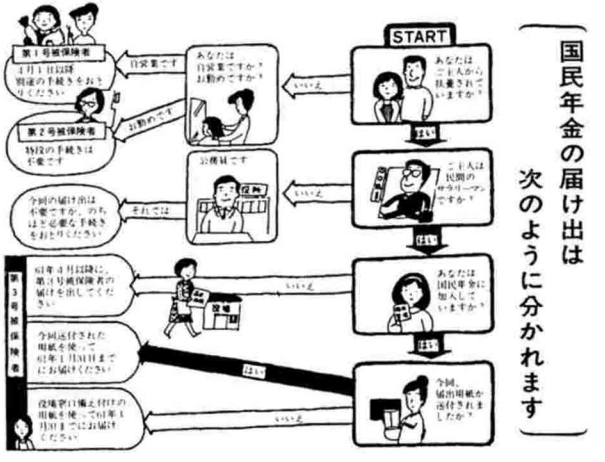 国民年金の届け出は
次のように分かれます
START
あなたは
ご主人から
扶養されて
いますか?
いいえ
はい
あなたは
自営業ですか?
お勤めですか?
自営業です
お勤めです
第1号被保険者
4月1日以降
別途の手続きをおと
りください
第2号被保険者
特段の手続きは
不要です
ご主人は
民間の
サラリーマン
ですか?
いいえ
はい
公務員です
役所
それでは
今回の届け出は
不要ですが、のち
ほど必要な手続き
をおとりください
あなたは
国民年金に
加入して
いますか?
いいえ
はい
役場
第3号被保険者
61年4月以降に、
第3号被保険者の
届けを出してくだ
さい
今回、
届出用紙が
送付されま
したか?
はい
いいえ
今回送付された
用紙を使って
61年1月31日まで
にお届けください
役場窓口備え付けの
用紙を使って61年1
月31日までにお届け
ください